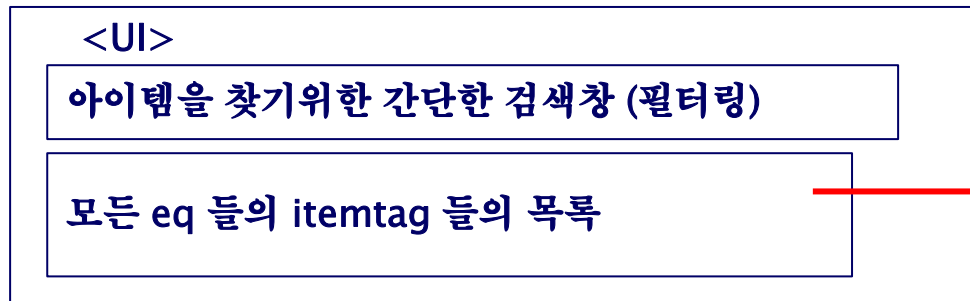 <UI>
아이템을 찾기위한 간단한 검색창 (필터링)
모든 eq 들의 itemtag 들의 목록